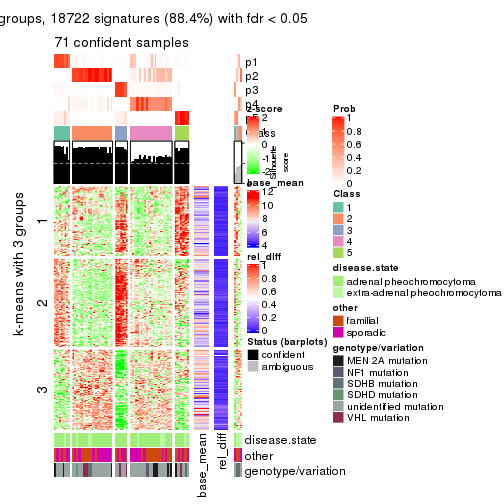 groups, 18722 signatures (88.4%) with fdr < 0.05
71 confident samples
p1
p2
p3
p4
z-score
2
1
0
-1
-2
Silhouette
score
base_mean
12
10
8
6
4
rel_diff
1
0.8
0.6
0.4
0.2
0
Status (barplots)
confident
ambiguous
Prob
1
0.8
0.6
0.4
0.2
0
Class
1
2
3
4
5
disease.state
adrenal pheochromocytoma
extra-adrenal pheochromocytoma
other
familial
sporadic
genotype/variation
MEN 2A mutation
NF1 mutation
SDHB mutation
SDHD mutation
unidentified mutation
VHL mutation
k-means with 3 groups
1
2
3
disease.state
other
genotype/variation
base_mean
rel_diff